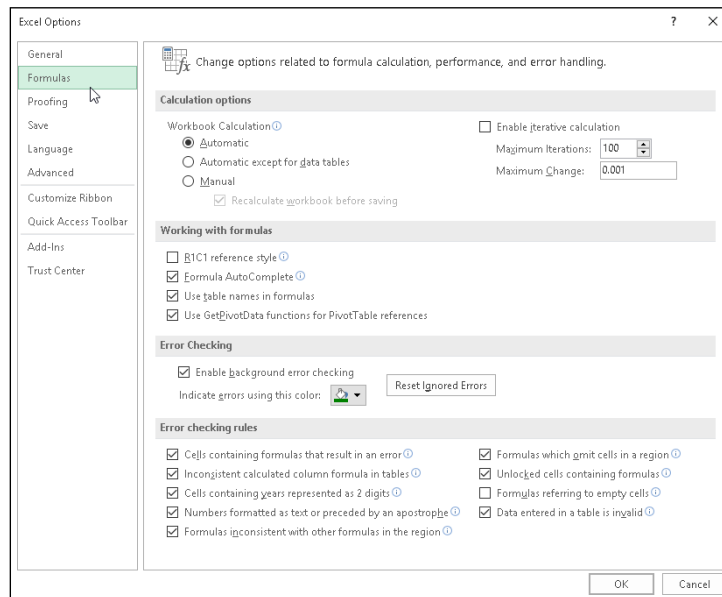 Excel Options
?
General
Formulas
Proofing
Save
Language
Advanced
Customize Ribbon
Quick Access Toolbar
Add-Ins
Trust Center
Change options related to formula calculation, performance, and error handling.
Calculation options
Workbook Calculation
Automatic
Automatic except for data tables
Manual
Recalculate workbook before saving
Enable iterative calculation
Maximum Iterations: 100
Maximum Change: 0.001
Working with formulas
R1C1 reference style
Formula AutoComplete
Use table names in formulas
Use GetPivotData functions for PivotTable references
Error Checking
Enable background error checking
Indicate errors using this color:
Reset Ignored Errors
Error checking rules
Cells containing formulas that result in an error
Inconsistent calculated column formula in tables
Cells containing years represented as 2 digits
Numbers formatted as text or preceded by an apostrophe
Formulas inconsistent with other formulas in the region
Formulas which omit cells in a region
Unlocked cells containing formulas
Formulas referring to empty cells
Data entered in a table is invalid
OK
Cancel